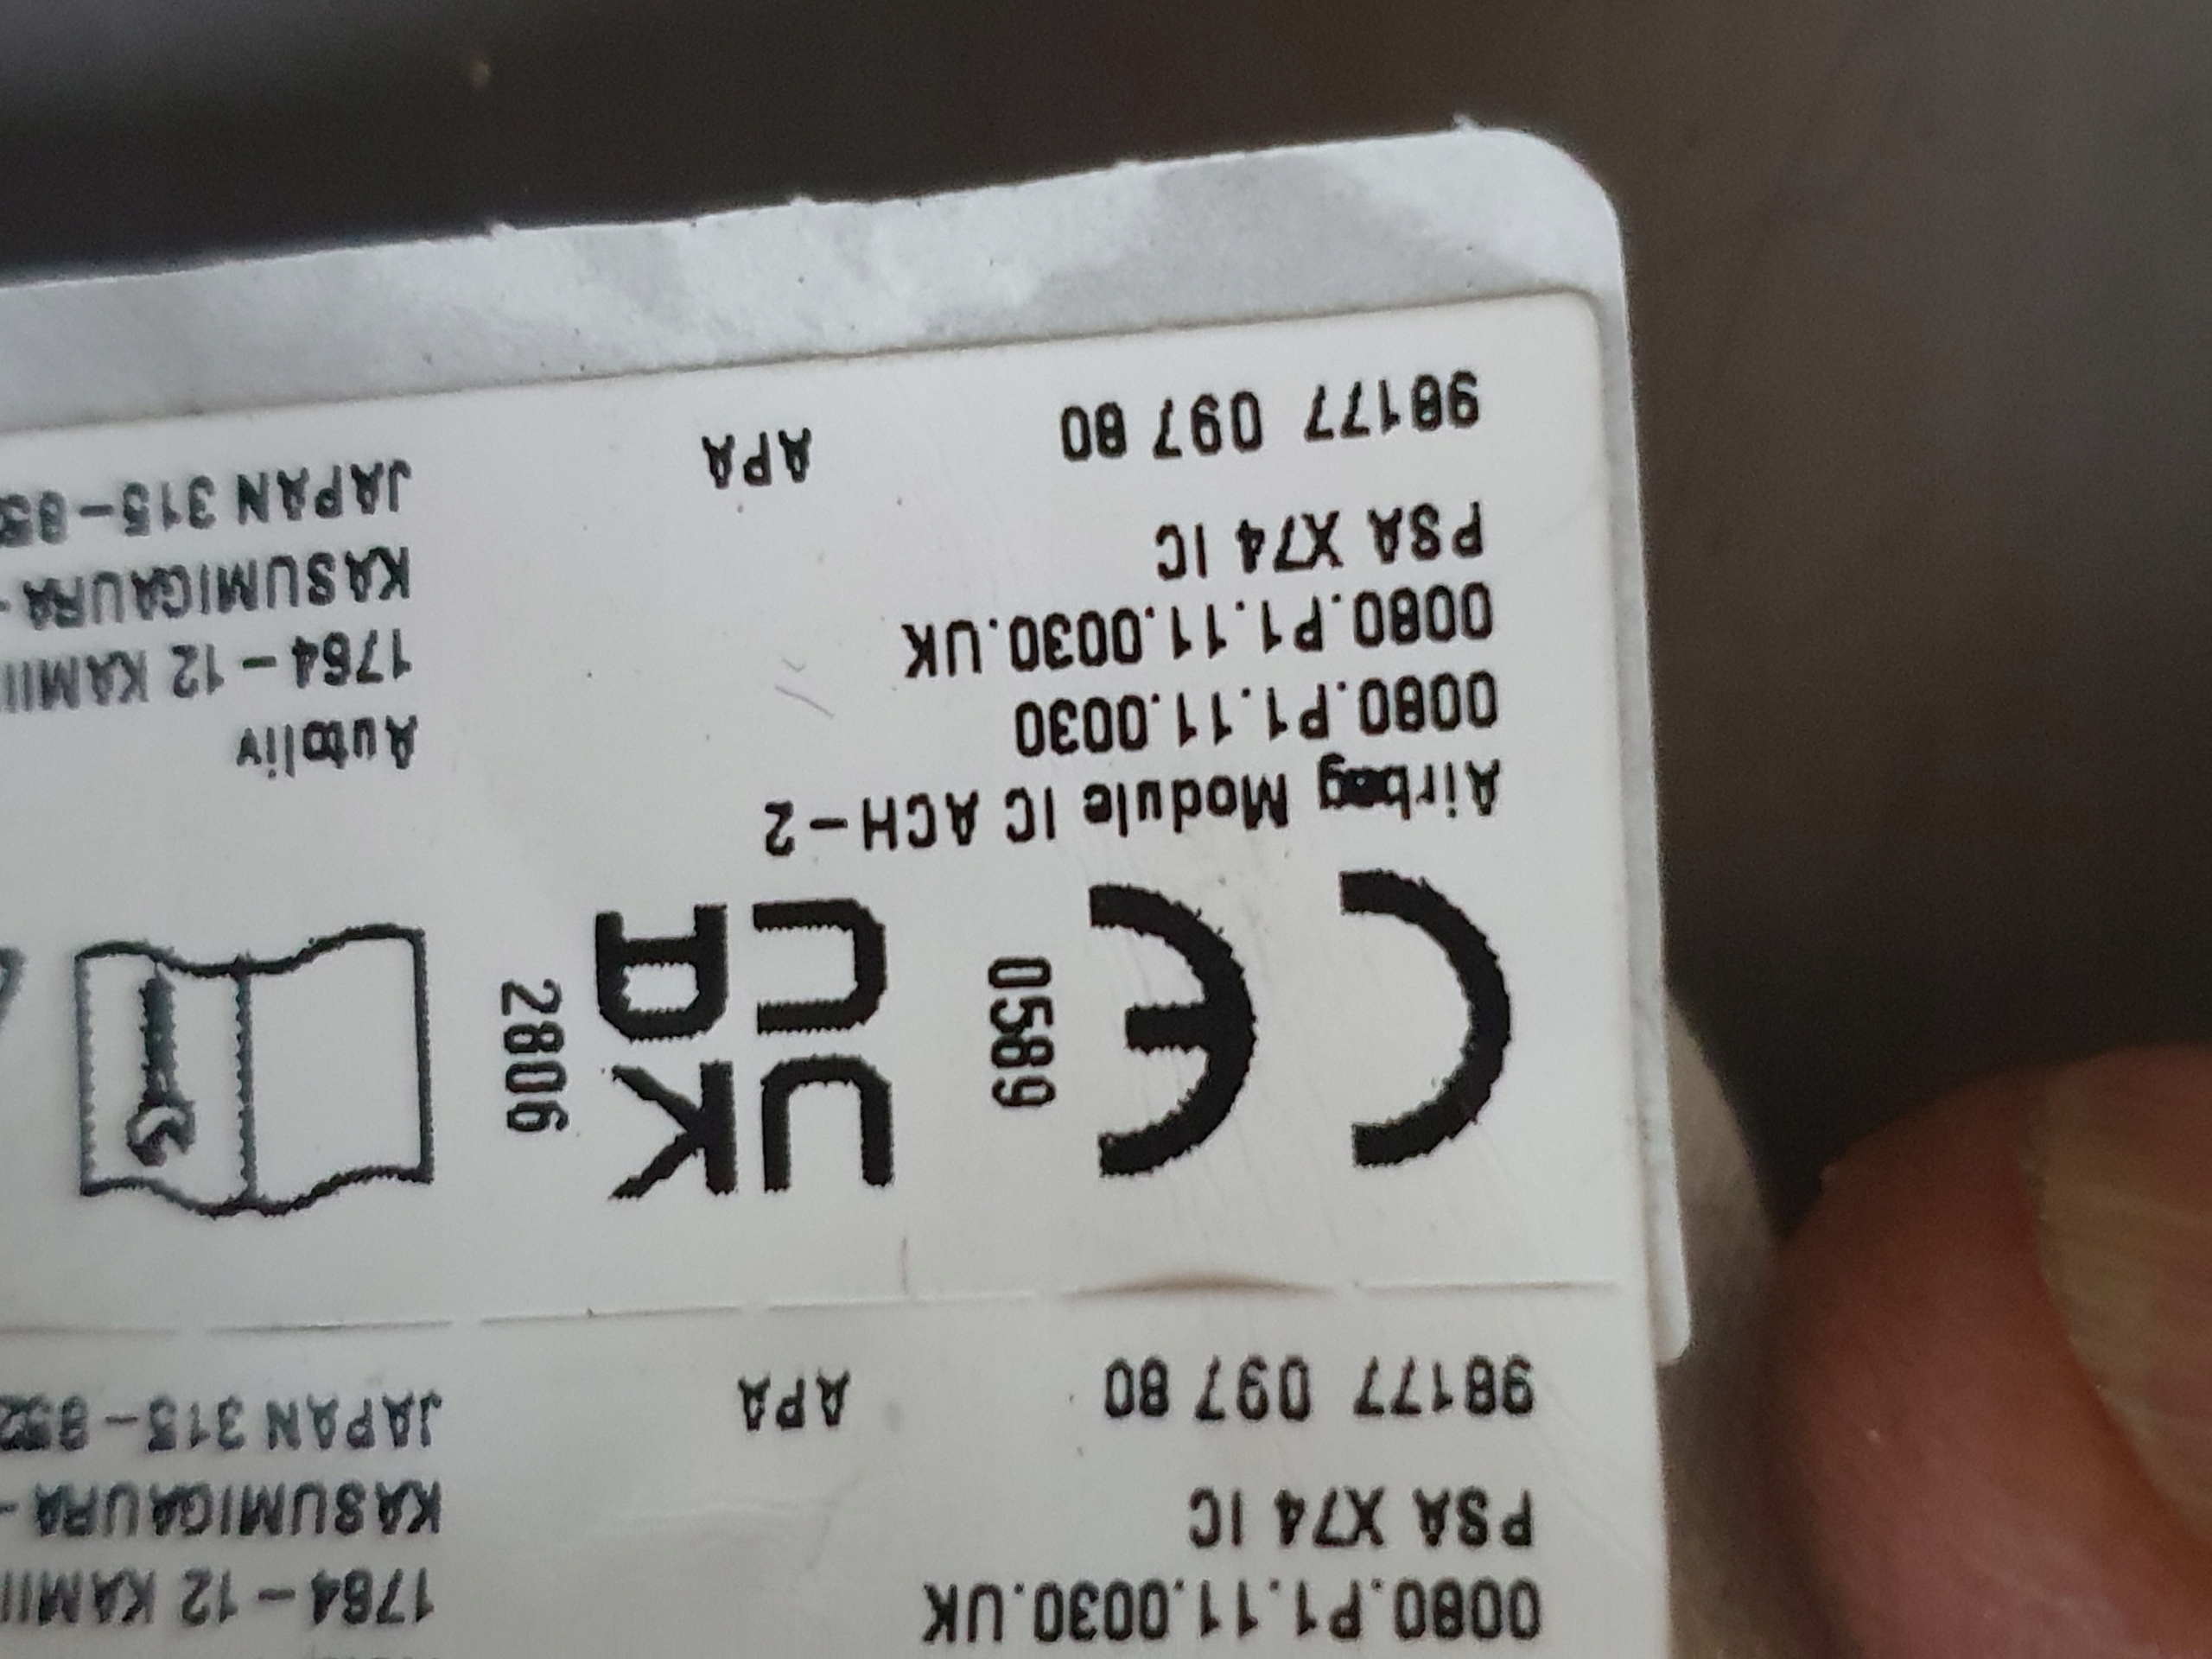 0080.P1.11.0030.UK
PSA X74 IC
98177 097 80 APA
1764-12
KASUMIGAURA -
JAPAN 315-852
CE
0589
UK
CA
2806
Airbag Module IC ACH-2
0080.P1.11.0030
0080.P1.11.0030.UK
PSA X74 IC
98177 097 80 APA
Autoliv
1764-12
KASUMIGAURA -
JAPAN 315-85